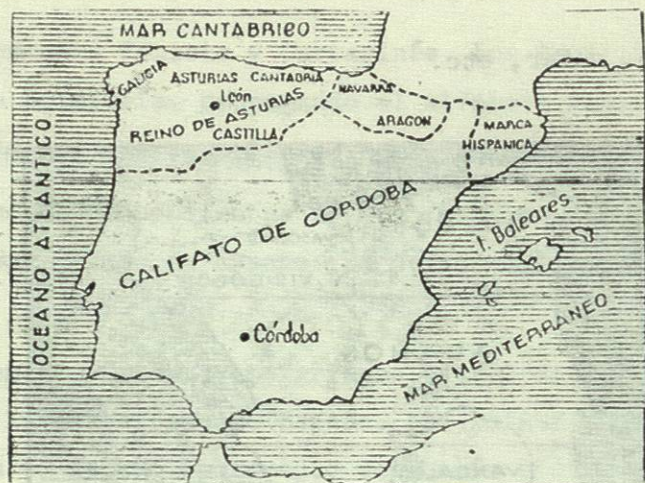 MAR CANTABRICO
GALICIA
ASTURIAS CANTABRIA
NAVARRA
León
REINO DE ASTURIAS
CASTILLA
ARAGON
MARCA
HISPANICA
OCEANO ATLANTICO
CALIFATO DE CORDOBA
I. Baleares
Córdoba
MAR MEDITERRANEO